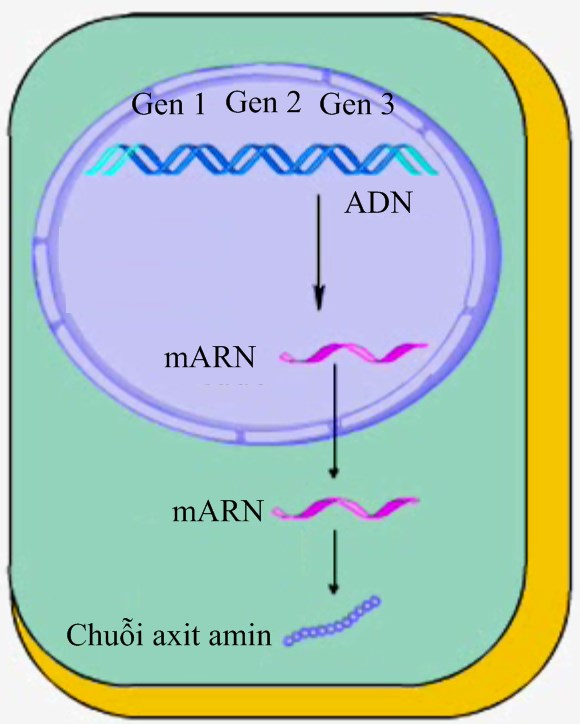 Gen 1 Gen 2 Gen 3
ADN
mARN
mARN
Chuỗi axit amin